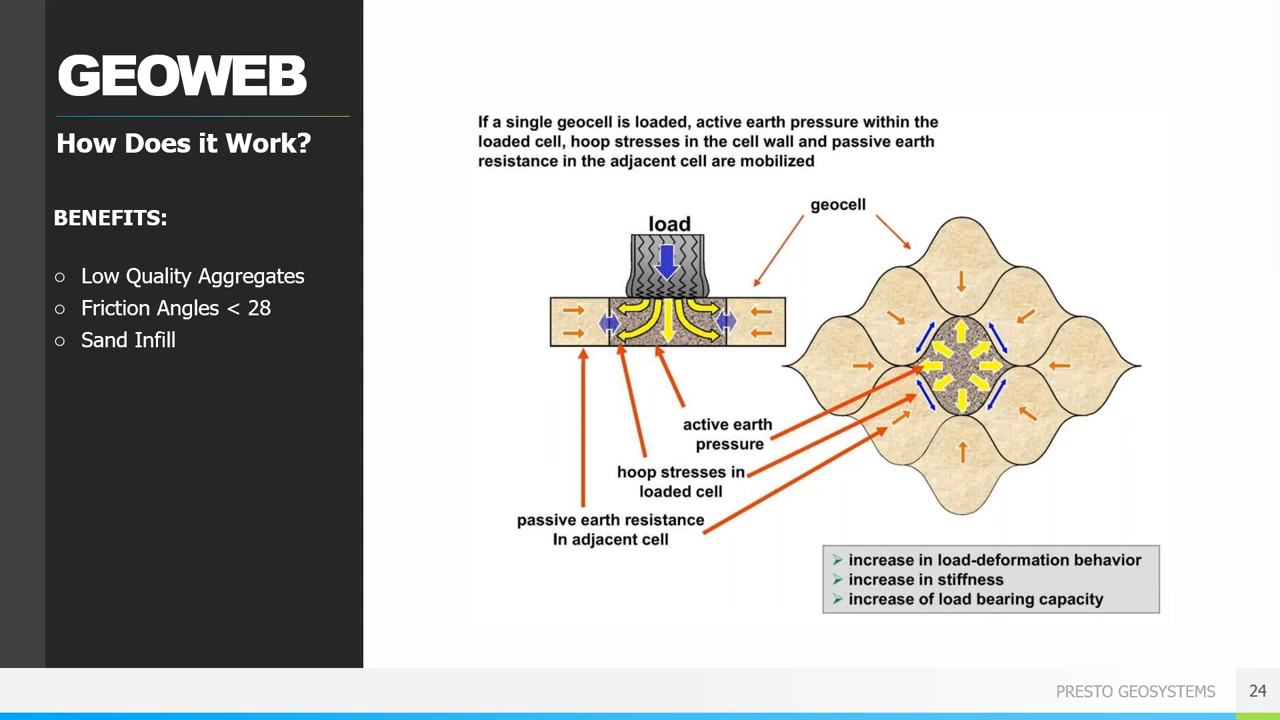 GEOWEB
How Does it Work?
BENEFITS:
○ Low Quality Aggregates
○ Friction Angles < 28
○ Sand Infill
If a single geocell is loaded, active earth pressure within the
loaded cell, hoop stresses in the cell wall and passive earth
resistance in the adjacent cell are mobilized
geocell
load
active earth
pressure
hoop stresses in
loaded cell
passive earth resistance
In adjacent cell
➢ increase in load-deformation behavior
➢ increase in stiffness
➢ increase of load bearing capacity
PRESTO GEOSYSTEMS
24